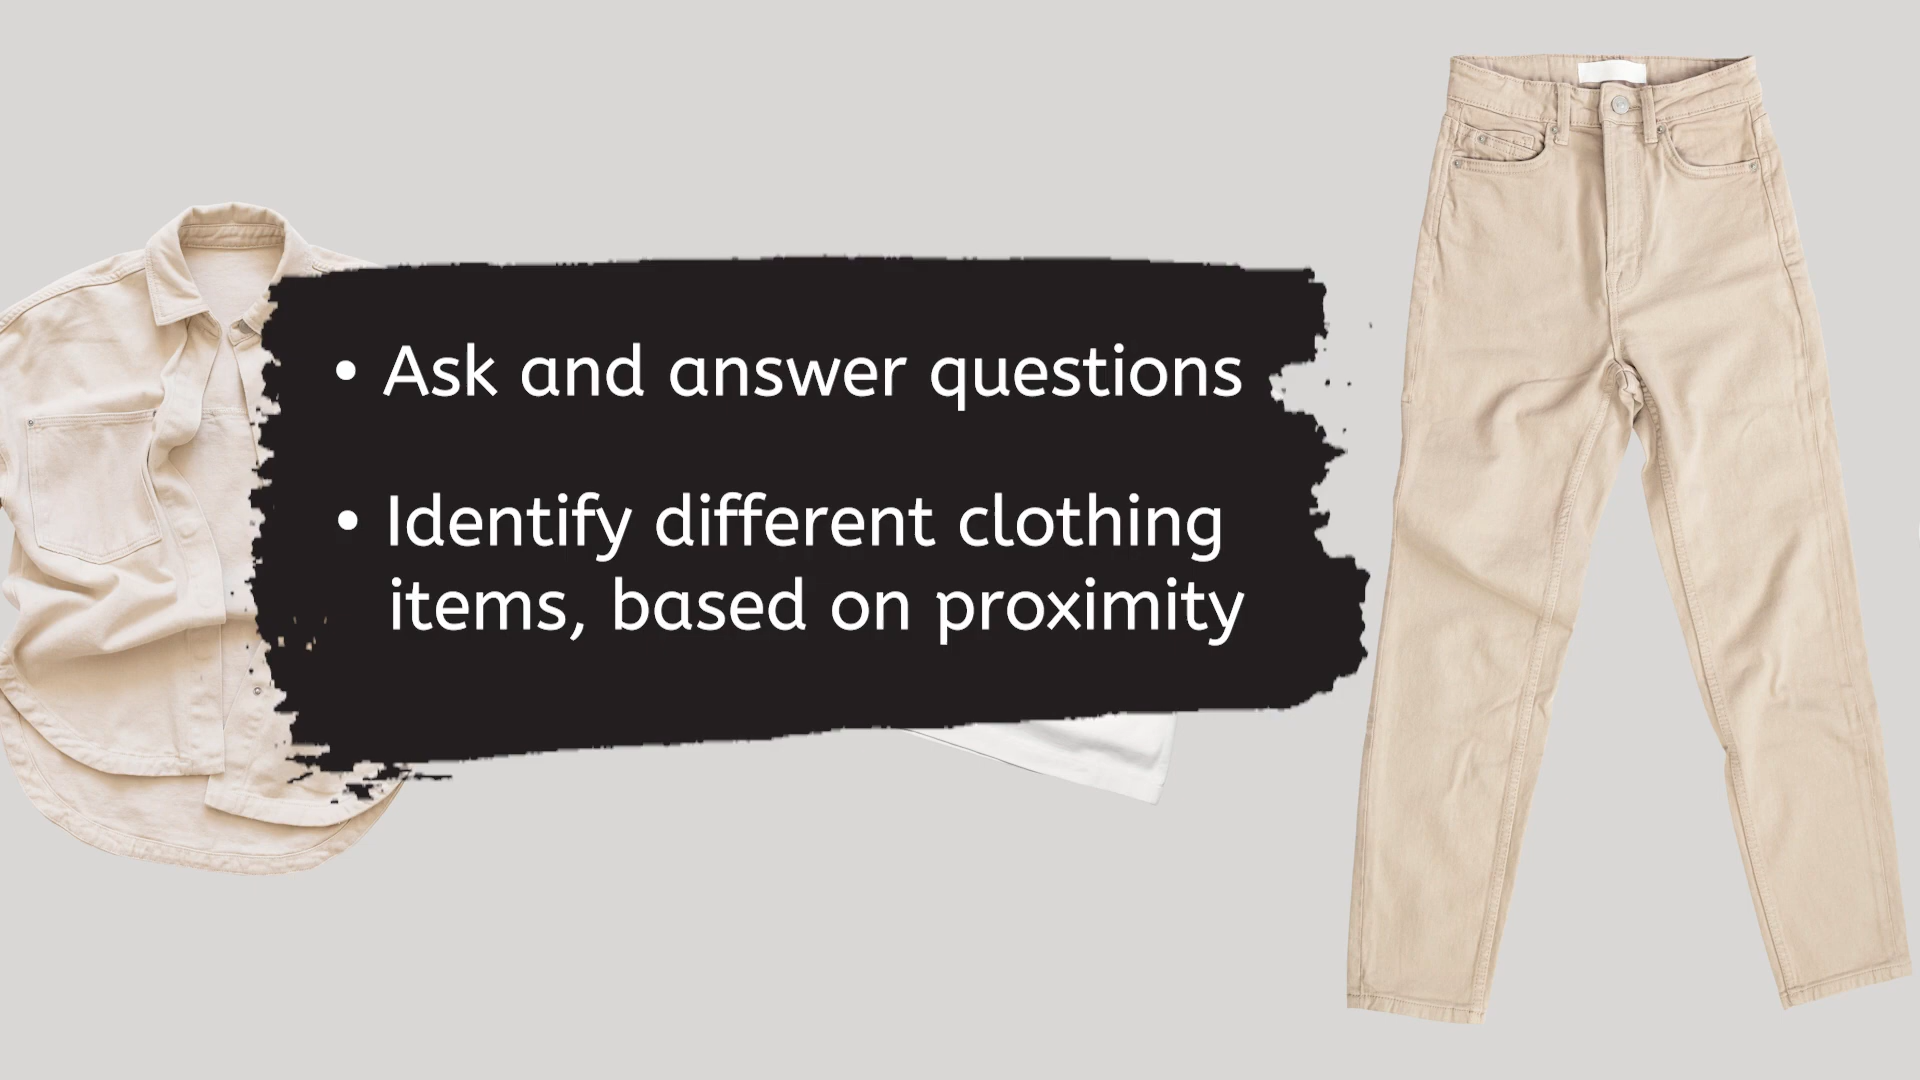 • Ask and answer questions
• Identify different clothing
items, based on proximity